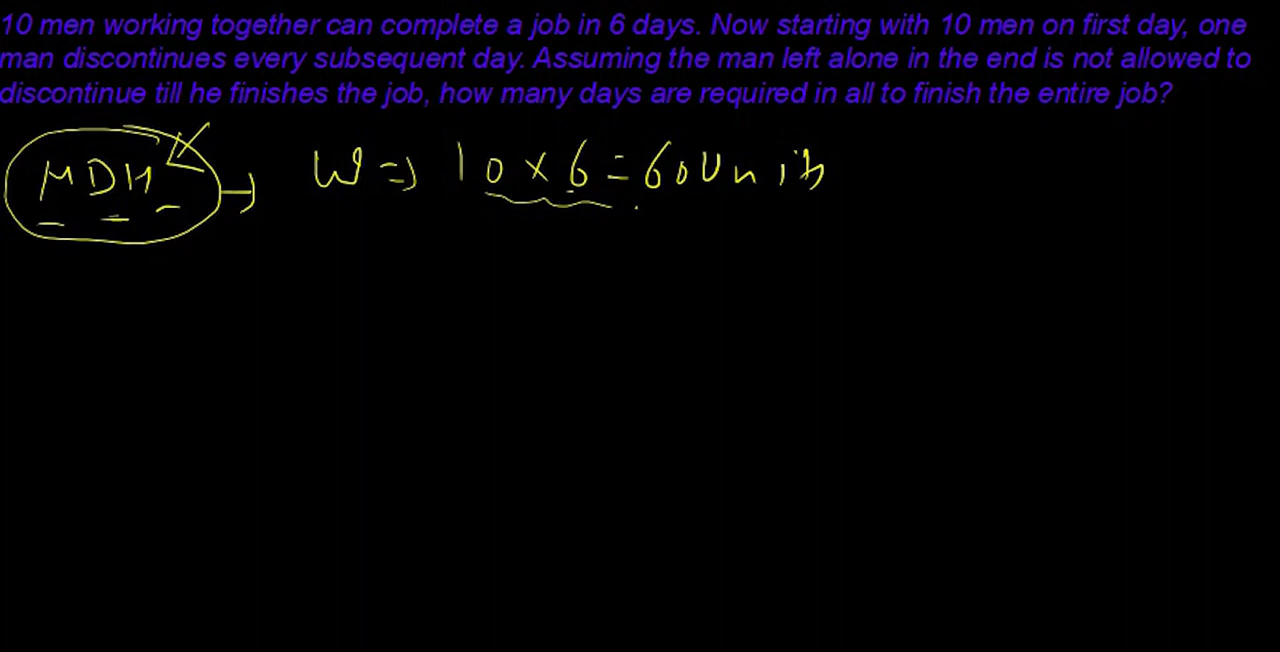 10 men working together can complete a job in 6 days. Now starting with 10 men on first day, one
man discontinues every subsequent day. Assuming the man left alone in the end is not allowed to
discontinue till he finishes the job, how many days are required in all to finish the entire job?
MDH → W ⇒ 10 × 6 = 60 Units